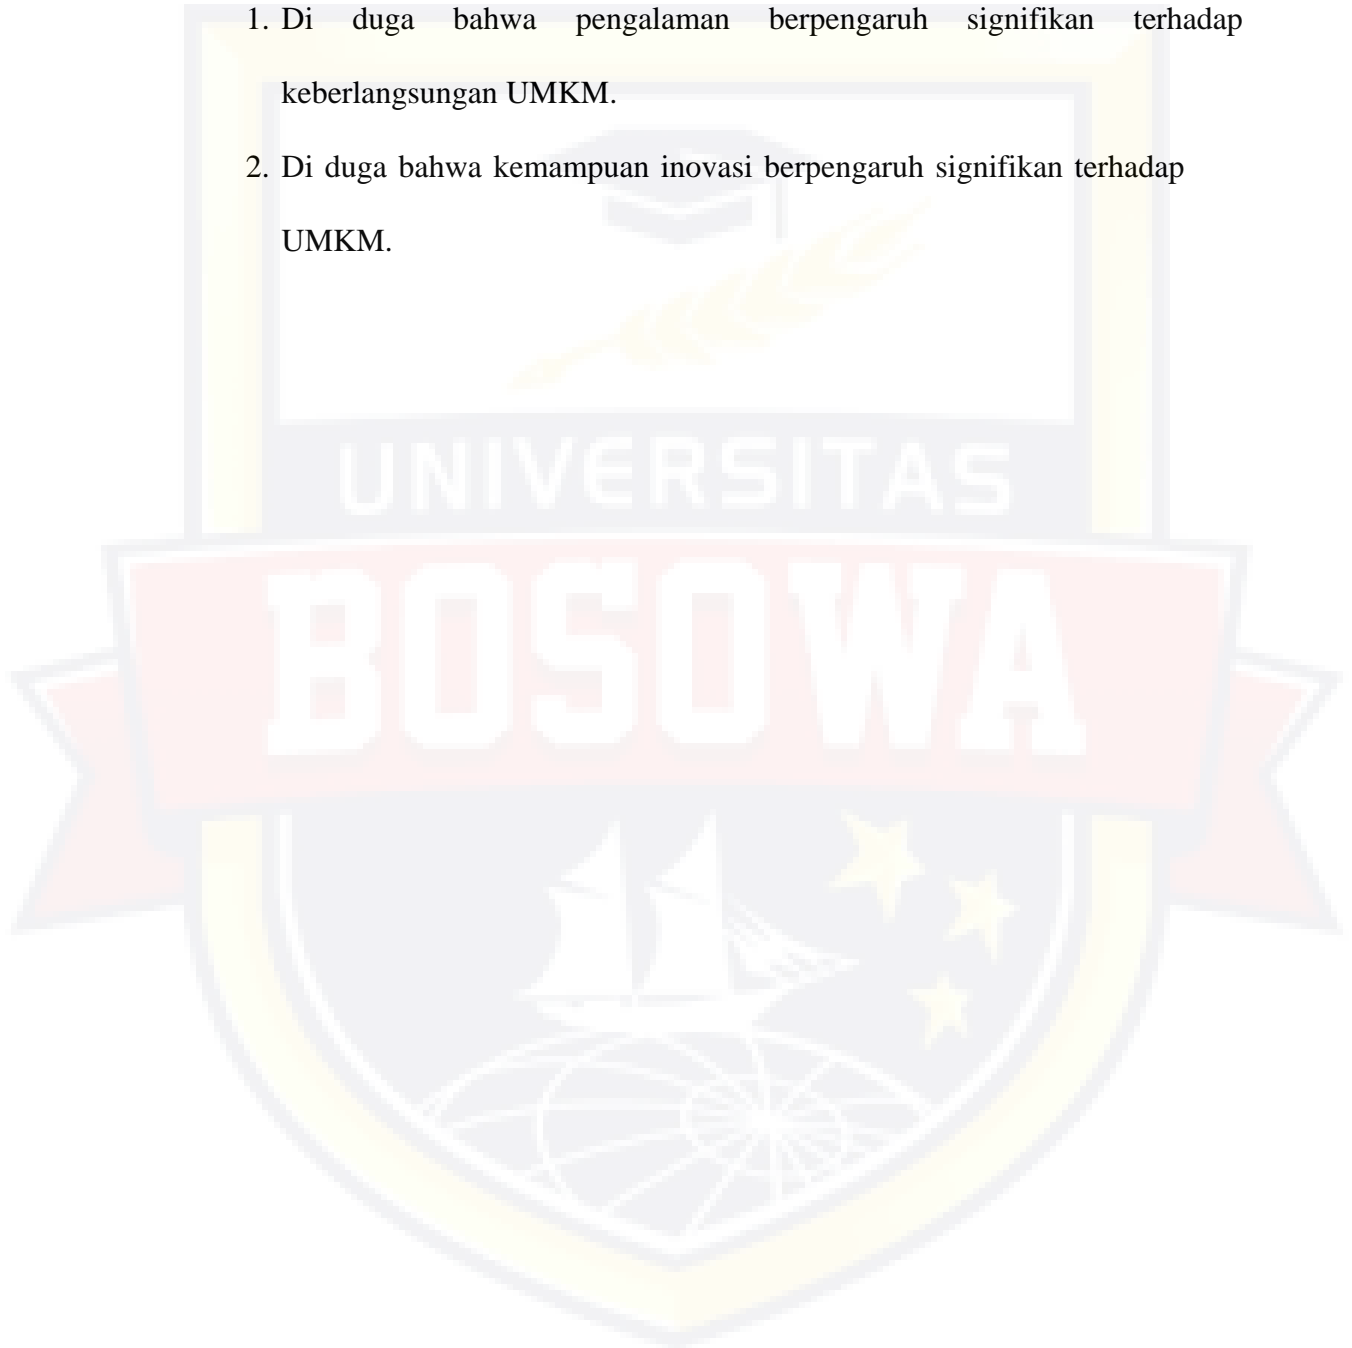 1. Di duga bahwa pengalaman berpengaruh signifikan terhadap
keberlangsungan UMKM.
2. Di duga bahwa kemampuan inovasi berpengaruh signifikan terhadap
UMKM.
UNIVERSITAS
BOSOWA